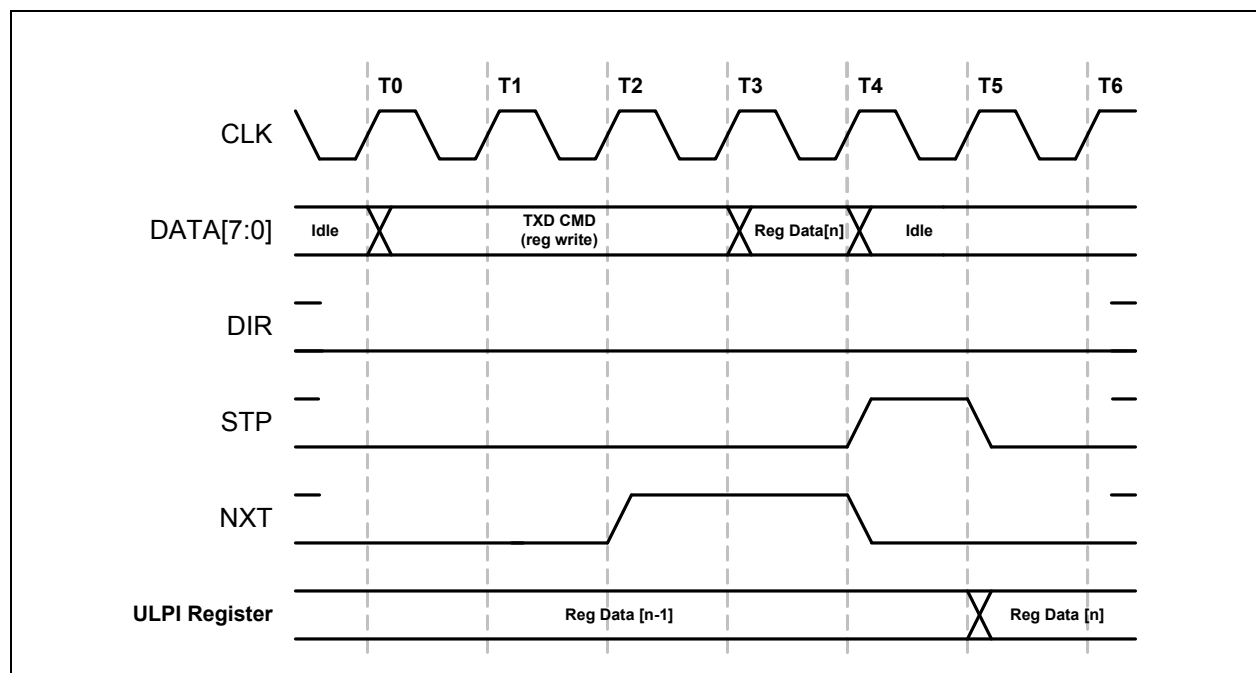 T0 T1 T2 T3 T4 T5 T6
CLK
DATA[7:0]
Idle
TXD CMD
(reg write)
Reg Data[n]
Idle
DIR
STP
NXT
ULPI Register
Reg Data [n-1]
Reg Data [n]